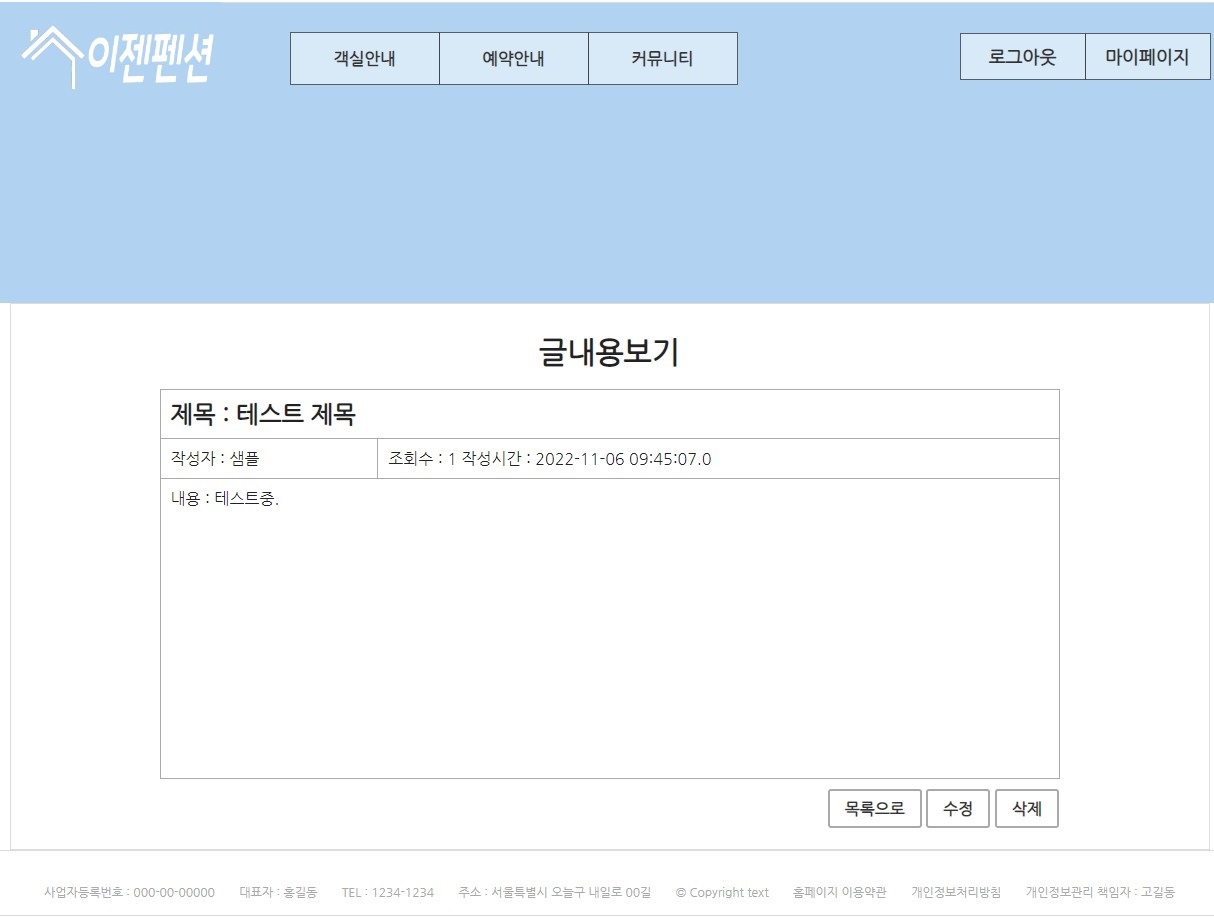 이젠펜션
객실안내 예약안내 커뮤니티
로그아웃 마이페이지
글내용보기
제목 : 테스트 제목
작성자 : 샘플
조회수 : 1 작성시간 : 2022-11-06 09:45:07.0
내용 : 테스트중.
목록으로 수정 삭제
사업자등록번호 : 000-00-00000 대표자 : 홍길동 TEL : 1234-1234 주소 : 서울특별시 오늘구 내일로 00길 © Copyright text 홈페이지 이용약관 개인정보처리방침 개인정보관리 책임자 : 고길동